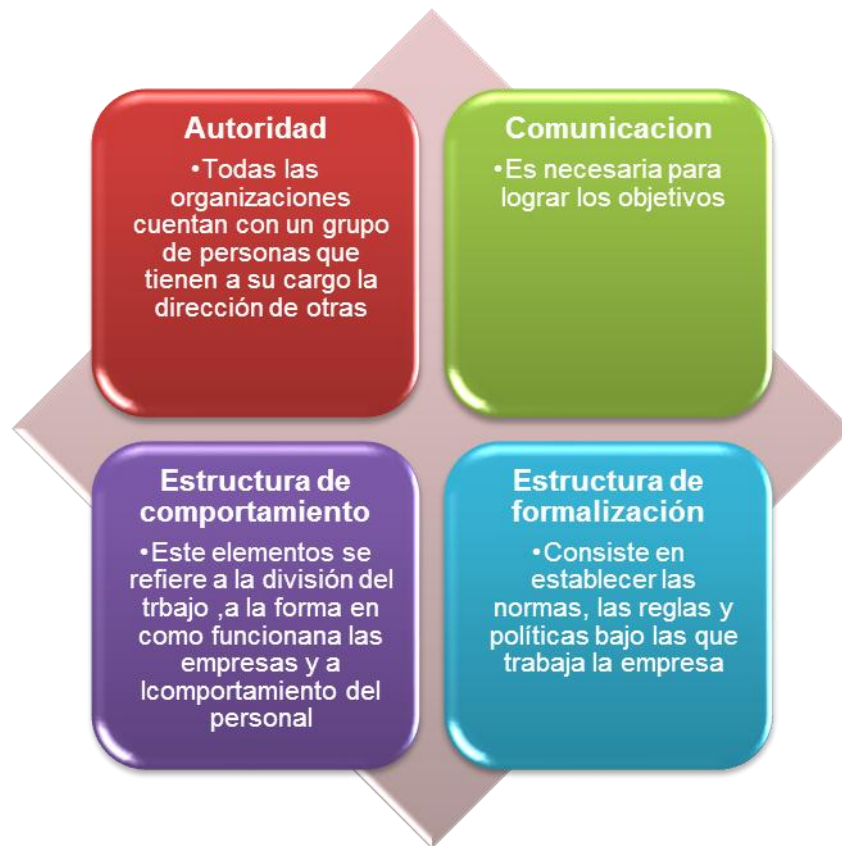 Autoridad
•Todas las
organizaciones
cuentan con un grupo
de personas que
tienen a su cargo la
dirección de otras
Comunicacion
•Es necesaria para
lograr los objetivos
Estructura de
comportamiento
•Este elementos se
refiere a la división del
trbajo ,a la forma en
como funcionana las
empresas y a
lcomportamiento del
personal
Estructura de
formalización
•Consiste en
establecer las
normas, las reglas y
políticas bajo las que
trabaja la empresa